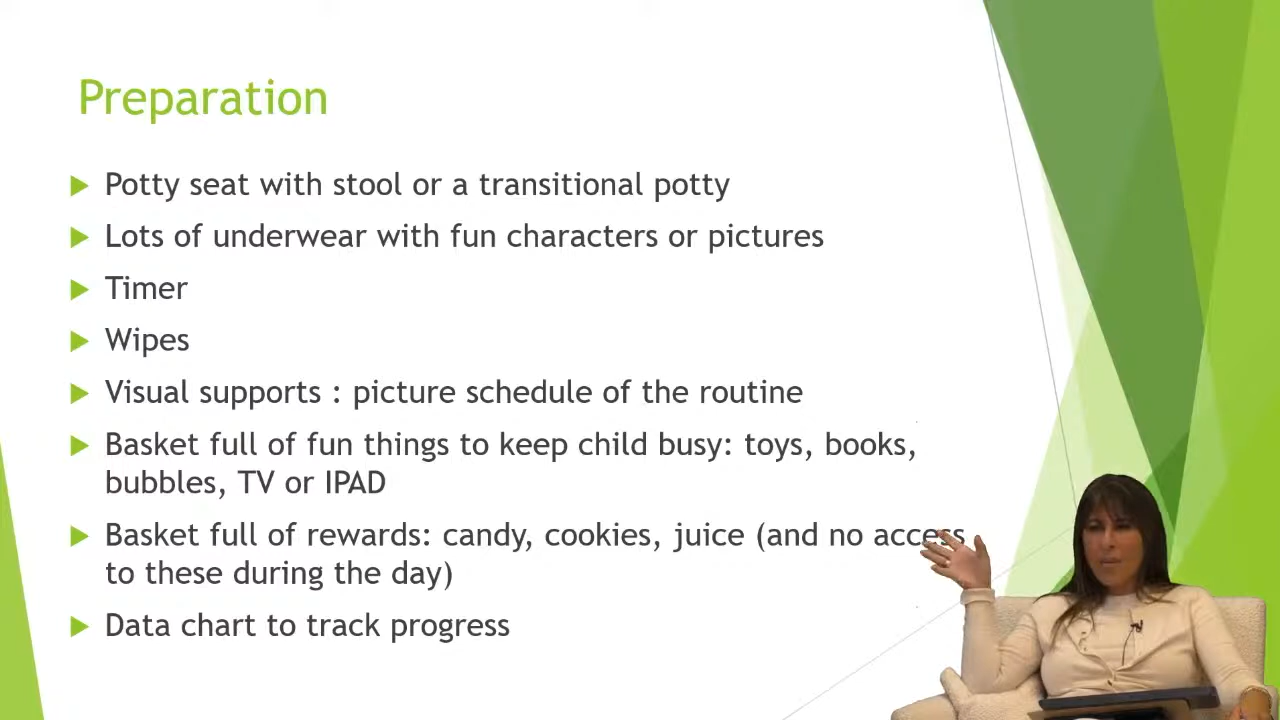 Preparation
Potty seat with stool or a transitional potty
Lots of underwear with fun characters or pictures
Timer
Wipes
Visual supports : picture schedule of the routine
Basket full of fun things to keep child busy: toys, books,
bubbles, TV or IPAD
Basket full of rewards: candy, cookies, juice (and no access
to these during the day)
Data chart to track progress